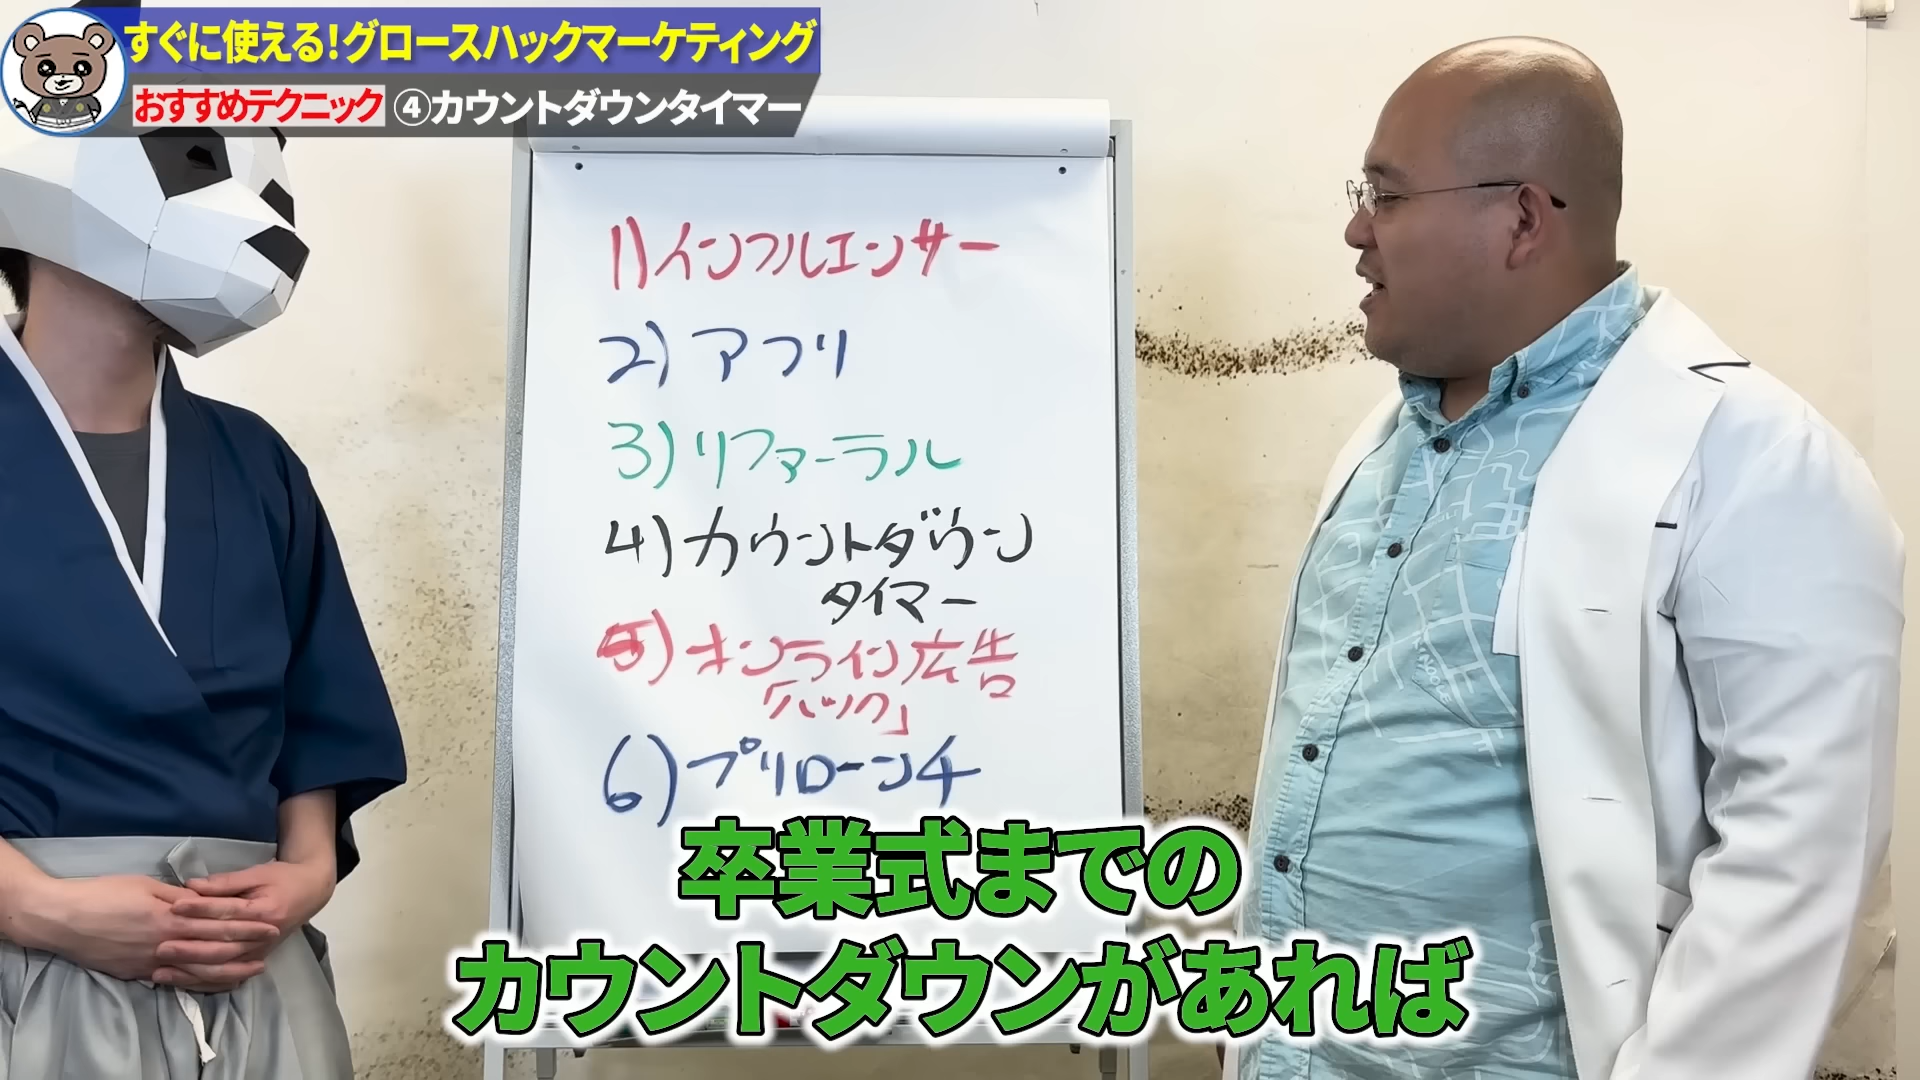 すぐに使える!グロースハックマーケティング
おすすめテクニック ④カウントダウンタイマー
1)インフルエンサー
2)アプリ
3)リファーラル
4)カウントダウン
タイマー
5)オンライン広告
「ハック」
6)プリローンチ
卒業式までの
カウントダウンがあれば